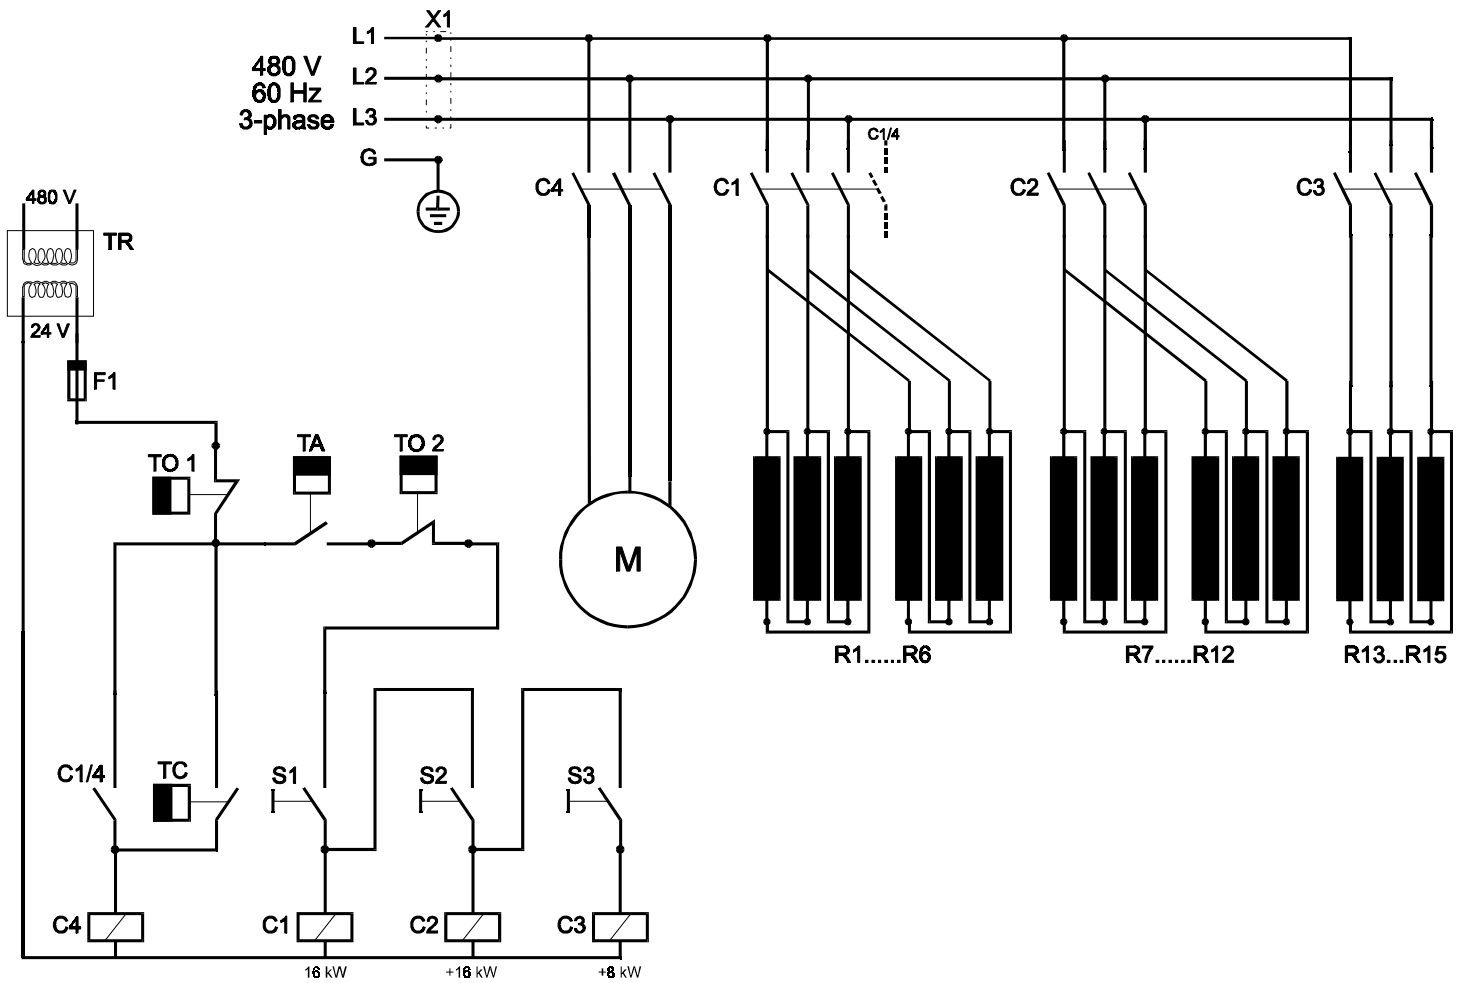 X1
L1
480 V
60 Hz
3-phase
L2
L3
G
C1/4
C4
C1
C2
C3
480 V
TR
24 V
F1
TO 1
TA
TO 2
M
R1......R6
R7......R12
R13...R15
C1/4
TC
S1
S2
S3
C4
C1
C2
C3
16 kW
+16 kW
+8 kW